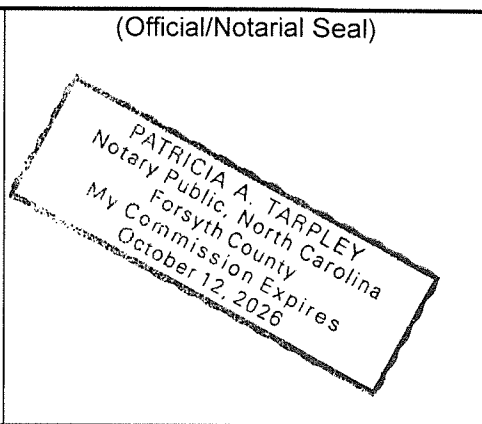 (Official/Notarial Seal)
PATRICIA A. TARPLEY
Notary Public, North Carolina
Forsyth County
My Commission Expires
October 12, 2026